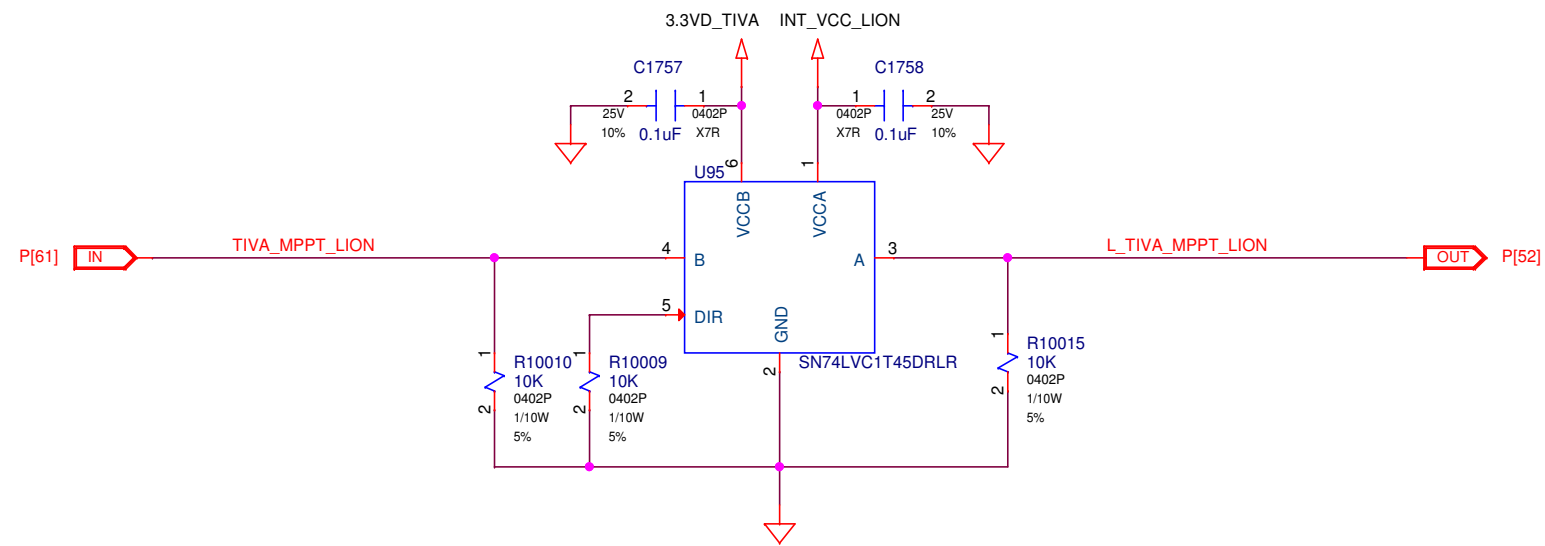 3.3VD_TIVA INT_VCC_LION
C1757 C1758
2 1 1 2
25V 0402P 0402P 25V
10% 0.1uF X7R X7R 0.1uF 10%
U95 6 1
VCCB VCCA
P[61] IN TIVA_MPPT_LION 4 B A 3 L_TIVA_MPPT_LION OUT P[52]
5 DIR GND
2 SN74LVC1T45DRLR
1 R10010 1 R10009 1 R10015
10K 10K 10K
0402P 0402P 0402P
2 1/10W 2 1/10W 2 1/10W
5% 5% 5%